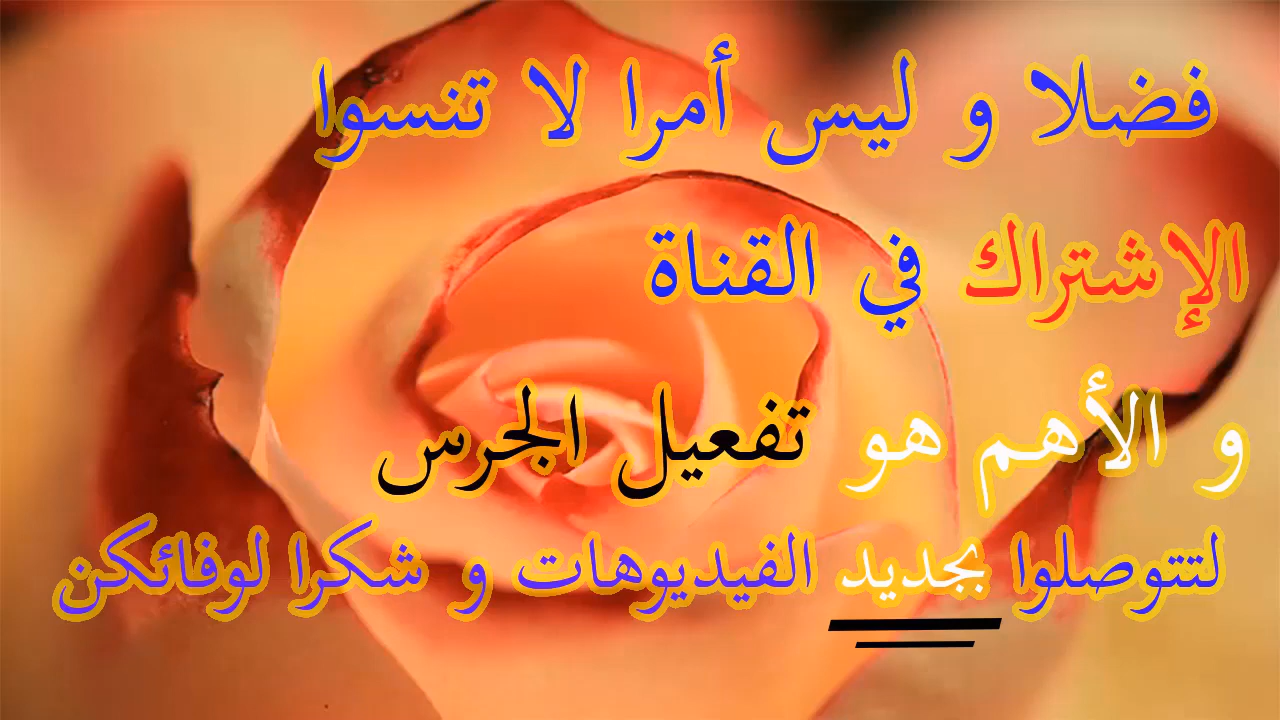 فضلا و ليس أمرا لا تنسوا
الإشتراك في القناة
و الأهم هو تفعيل الجرس
لتتوصلوا بجديد الفيديوهات و شكرا لوفائكن